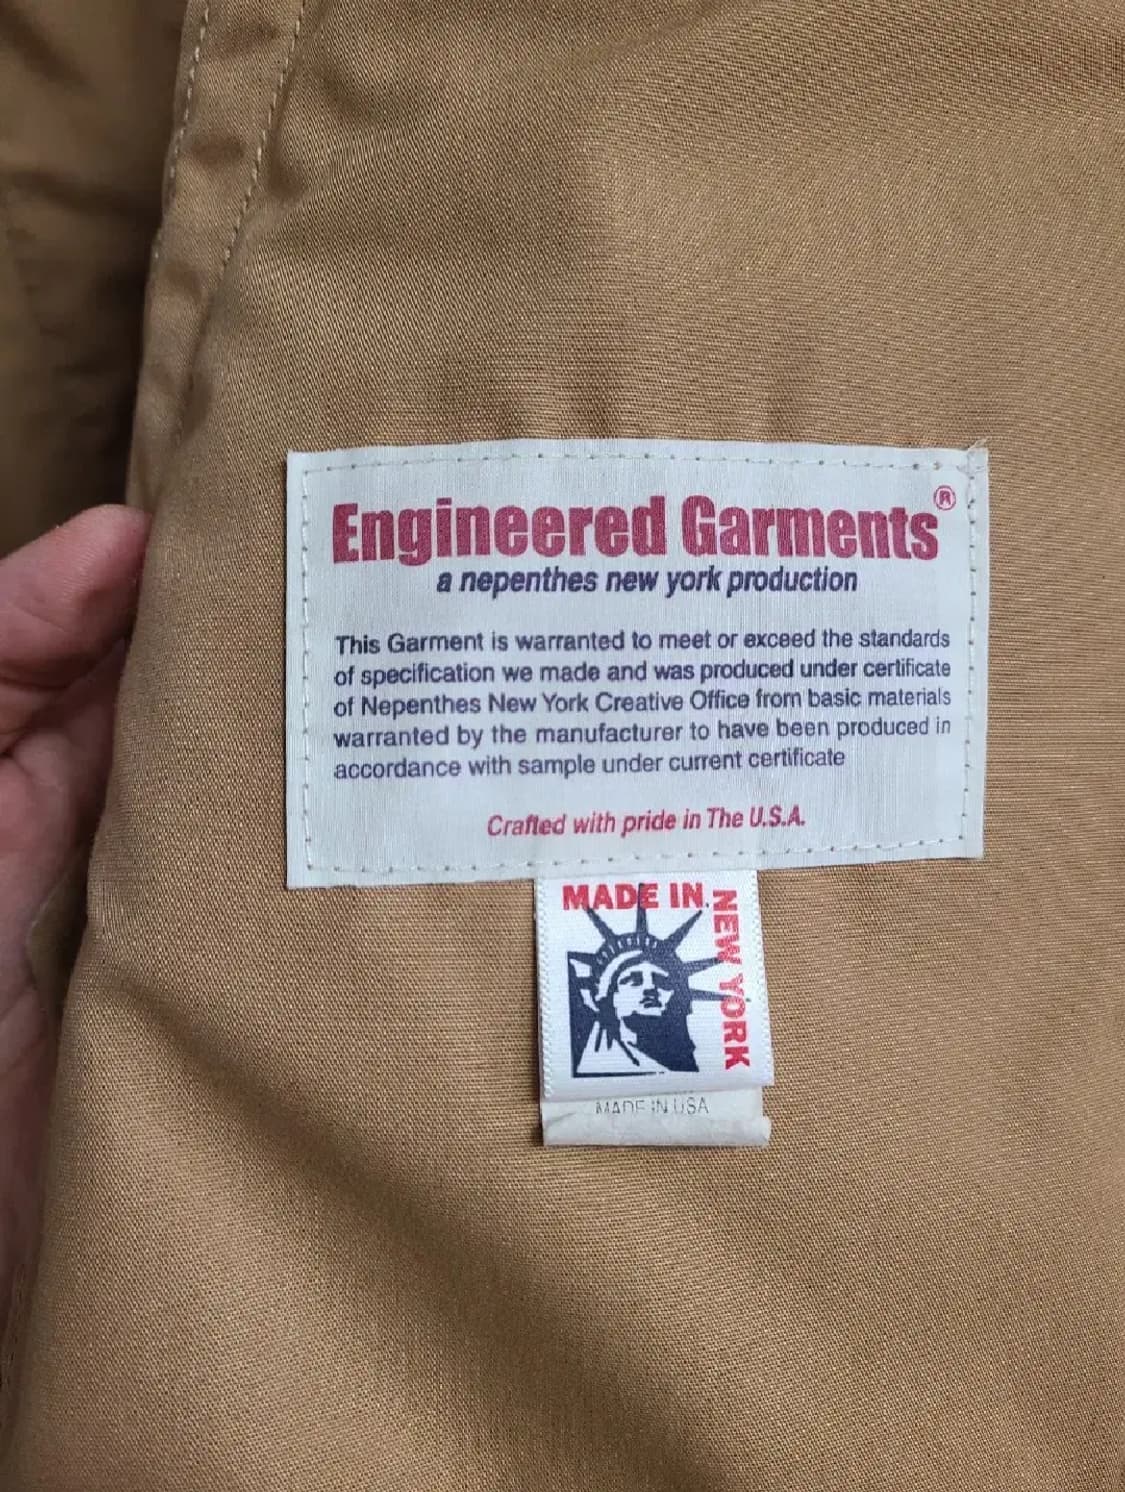 Engineered Garments®
a nepenthes new york production
This Garment is warranted to meet or exceed the standards
of specification we made and was produced under certificate
of Nepenthes New York Creative Office from basic materials
warranted by the manufacturer to have been produced in
accordance with sample under current certificate
Crafted with pride in The U.S.A.
MADE IN
NEW YORK
MADE IN USA